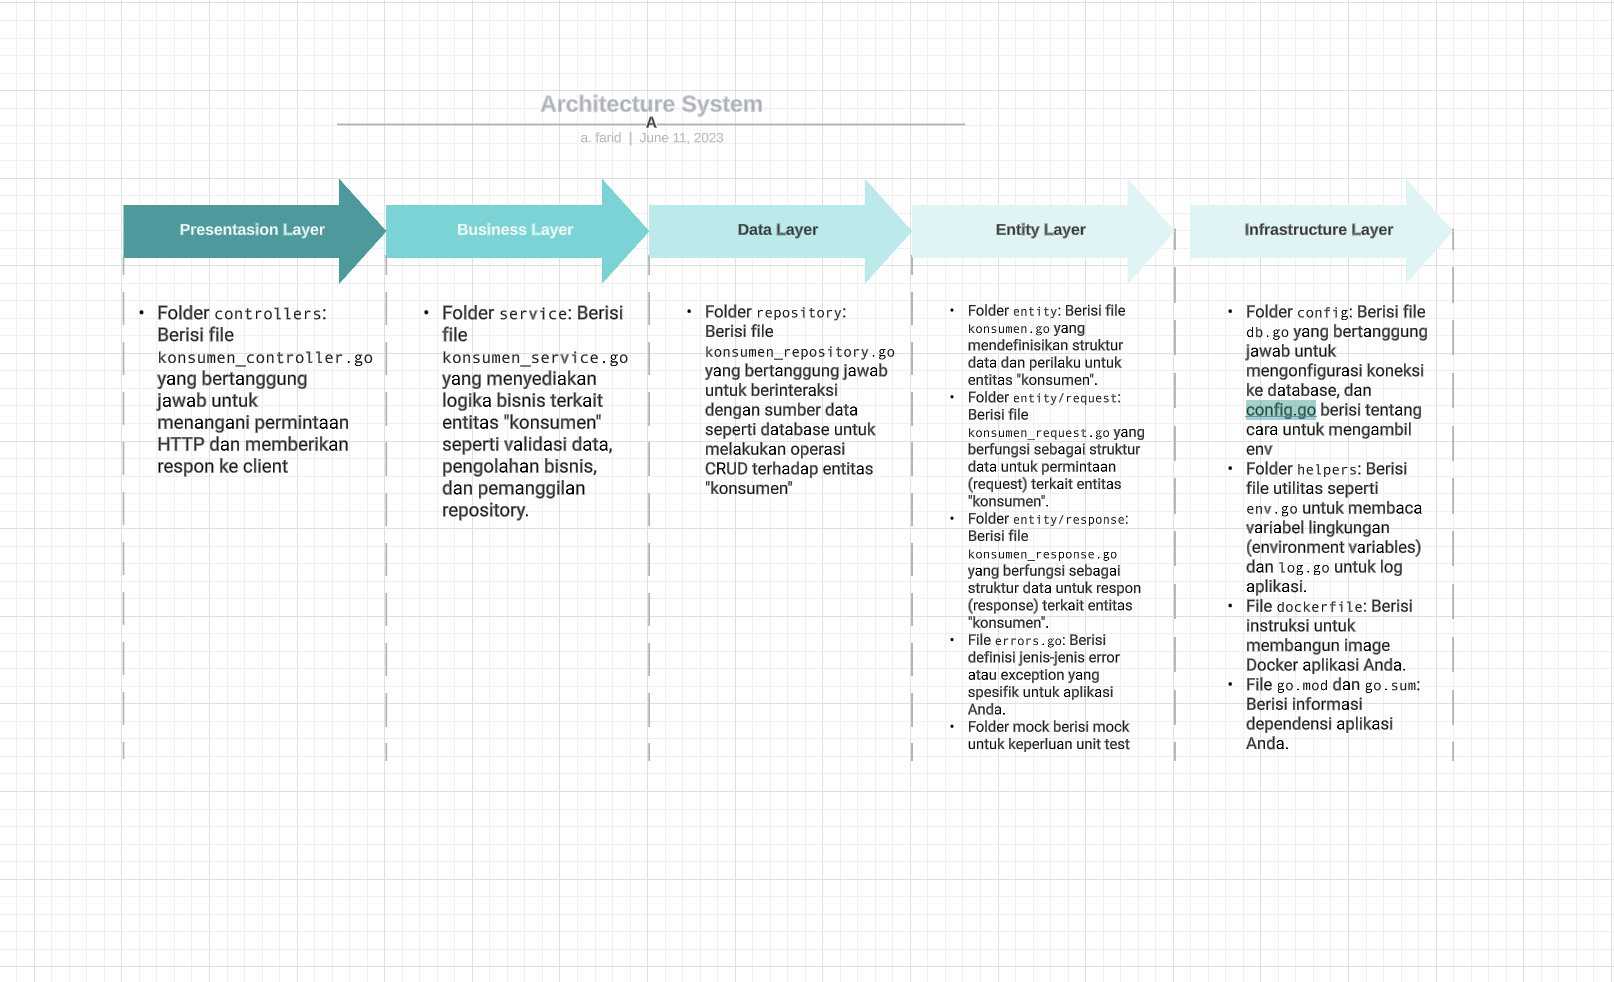 Architecture System
A
a. farid | June 11, 2023
Presentasion Layer
Business Layer
Data Layer
Entity Layer
Infrastructure Layer
• Folder controllers:
Berisi file
konsumen_controller.go
yang bertanggung
jawab untuk
menangani permintaan
HTTP dan memberikan
respon ke client
• Folder service: Berisi
file
konsumen_service.go
yang menyediakan
logika bisnis terkait
entitas "konsumen"
seperti validasi data,
pengolahan bisnis,
dan pemanggilan
repository.
• Folder repository:
Berisi file
konsumen_repository.go
yang bertanggung jawab
untuk berinteraksi
dengan sumber data
seperti database untuk
melakukan operasi
CRUD terhadap entitas
"konsumen"
• Folder entity: Berisi file
konsumen.go yang
mendefinisikan struktur
data dan perilaku untuk
entitas "konsumen".
• Folder entity/request:
Berisi file
konsumen_request.go yang
berfungsi sebagai struktur
data untuk permintaan
(request) terkait entitas
"konsumen".
• Folder entity/response:
Berisi file
konsumen_response.go
yang berfungsi sebagai
struktur data untuk respon
(response) terkait entitas
"konsumen".
• File errors.go: Berisi
definisi jenis-jenis error
atau exception yang
spesifik untuk aplikasi
Anda.
• Folder mock berisi mock
untuk keperluan unit test
• Folder config: Berisi file
db.go yang bertanggung
jawab untuk
mengonfigurasi koneksi
ke database, dan
config.go berisi tentang
cara untuk mengambil
env
• Folder helpers: Berisi
file utilitas seperti
env.go untuk membaca
variabel lingkungan
(environment variables)
dan log.go untuk log
aplikasi.
• File dockerfile: Berisi
instruksi untuk
membangun image
Docker aplikasi Anda.
• File go.mod dan go.sum:
Berisi informasi
dependensi aplikasi
Anda.